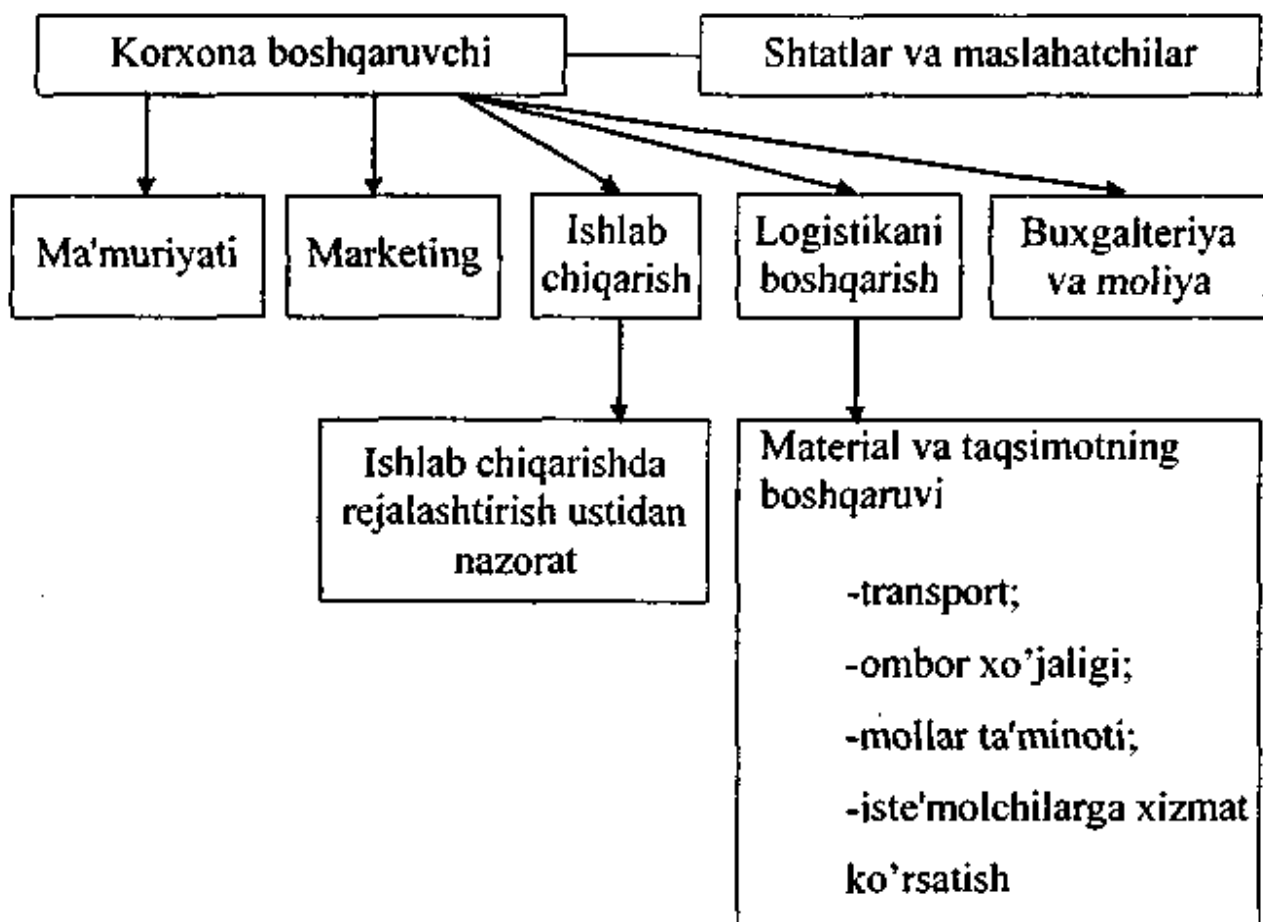 Korxona boshqaruvchi
Shtatlar va maslahatchilar
Ma'muriyati
Marketing
Ishlab
chiqarish
Logistikani
boshqarish
Buxgalteriya
va moliya
Ishlab chiqarishda
rejalashtirish ustidan
nazorat
Material va taqsimotning
boshqaruvi
-transport;
-ombor xo’jaligi;
-mollar ta'minoti;
-iste'molchilarga xizmat
ko’rsatish